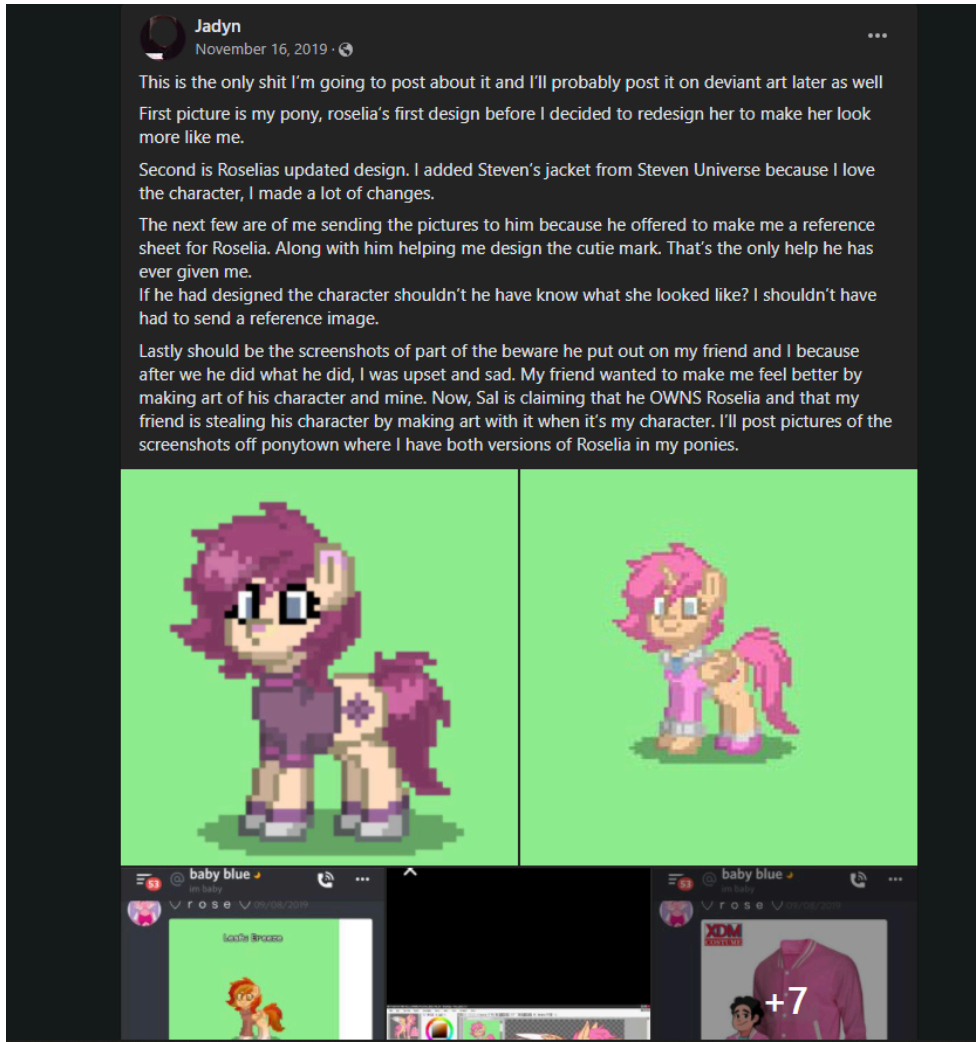 Jadyn
November 16, 2019 ·
This is the only shit I'm going to post about it and I'll probably post it on deviant art later as well
First picture is my pony, roselia's first design before I decided to redesign her to make her look
more like me.
Second is Roselias updated design. I added Steven's jacket from Steven Universe because I love
the character, I made a lot of changes.
The next few are of me sending the pictures to him because he offered to make me a reference
sheet for Roselia. Along with him helping me design the cutie mark. That's the only help he has
ever given me.
If he had designed the character shouldn't he have know what she looked like? I shouldn't have
had to send a reference image.
Lastly should be the screenshots of part of the beware he put out on my friend and I because
after we he did what he did, I was upset and sad. My friend wanted to make me feel better by
making art of his character and mine. Now, Sal is claiming that he OWNS Roselia and that my
friend is stealing his character by making art with it when it's my character. I'll post pictures of the
screenshots off ponytown where I have both versions of Roselia in my ponies.
53 @ baby blue
im baby
♡ r o s e ♡ 09/08/2019
Leafy Breeze
53 @ baby blue
im baby
♡ r o s e ♡ 09/08/2019
XDM
COSTUME
+7